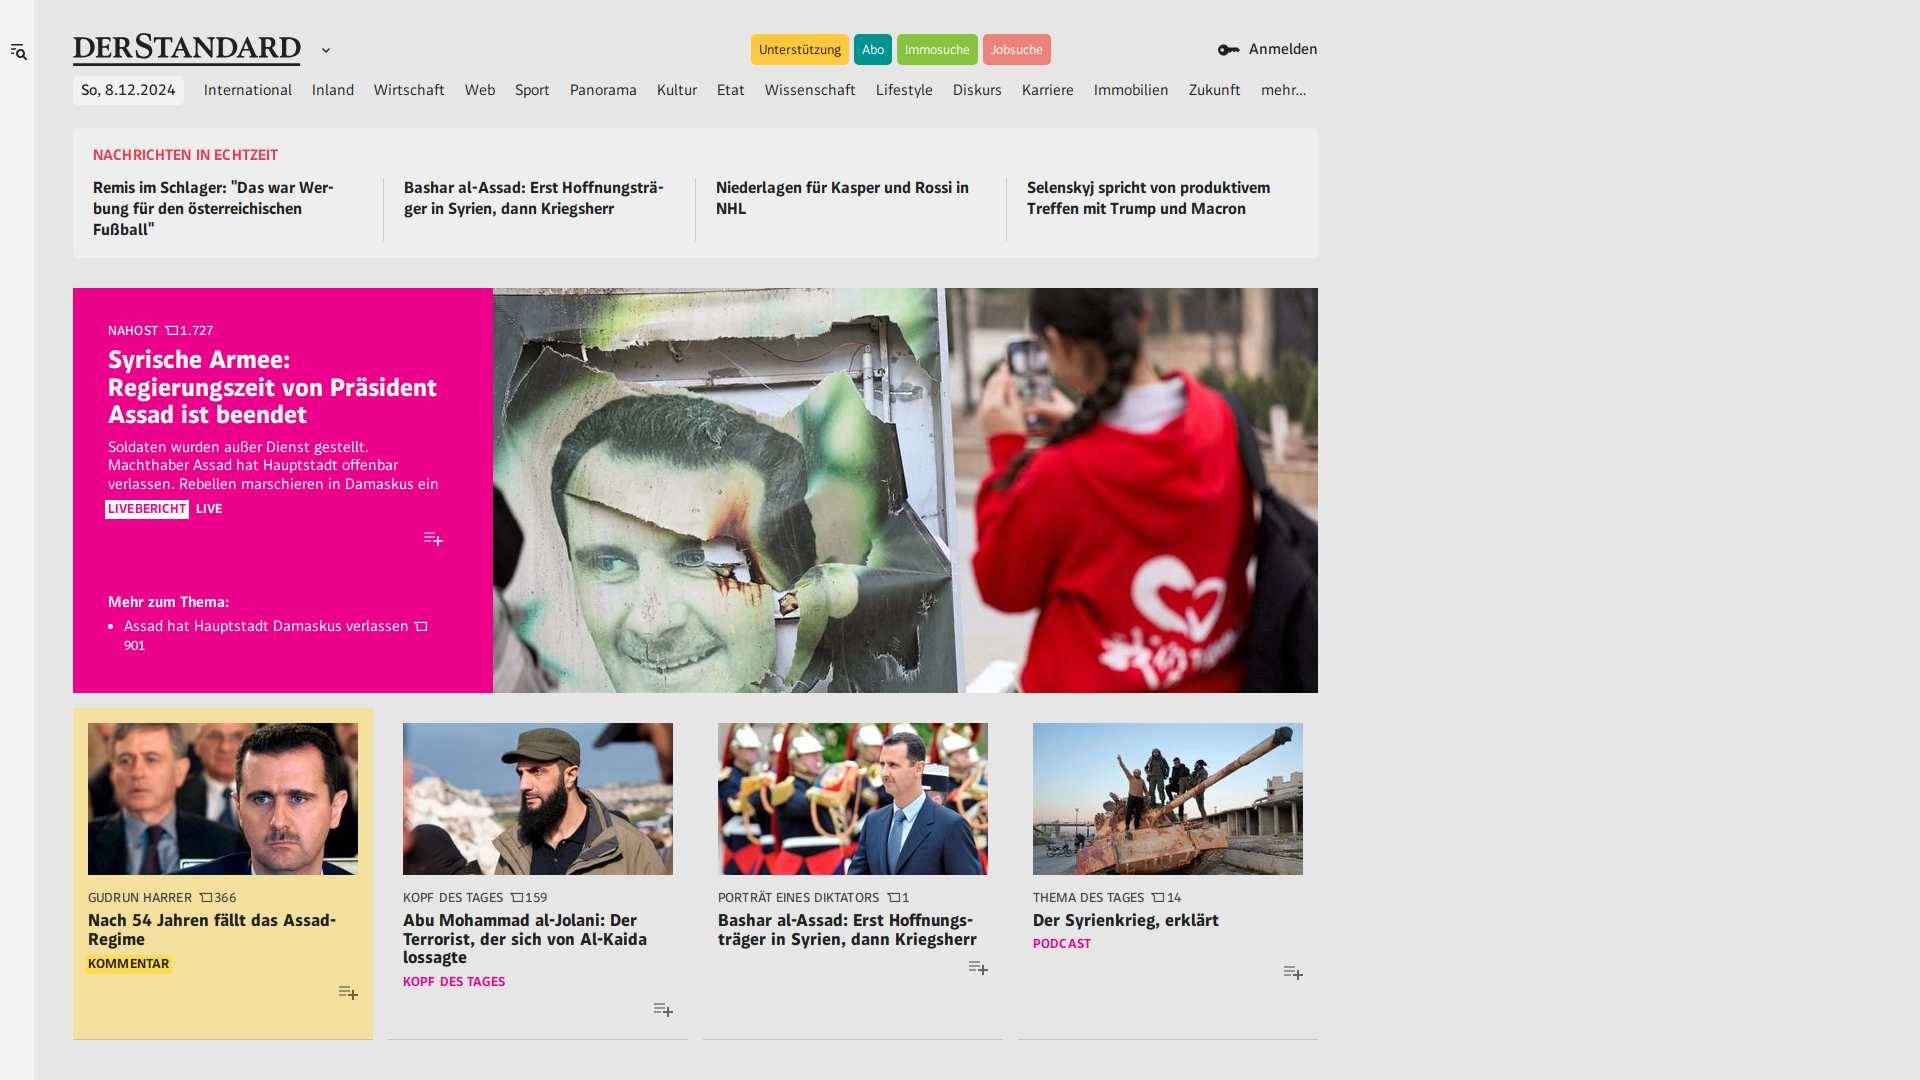 DERSTANDARD
Unterstützung
Abo
Immosuche
Jobsuche
Anmelden
So, 8.12.2024
International
Inland
Wirtschaft
Web
Sport
Panorama
Kultur
Etat
Wissenschaft
Lifestyle
Diskurs
Karriere
Immobilien
Zukunft
mehr...
NACHRICHTEN IN ECHTZEIT
Remis im Schlager: "Das war Wer-
bung für den österreichischen
Fußball"
Bashar al-Assad: Erst Hoffnungsträ-
ger in Syrien, dann Kriegsherr
Niederlagen für Kasper und Rossi in
NHL
Selenskyj spricht von produktivem
Treffen mit Trump und Macron
NAHOST 1.727
Syrische Armee:
Regierungszeit von Präsident
Assad ist beendet
Soldaten wurden außer Dienst gestellt.
Machthaber Assad hat Hauptstadt offenbar
verlassen. Rebellen marschieren in Damaskus ein
LIVEBERICHT LIVE
Mehr zum Thema:
• Assad hat Hauptstadt Damaskus verlassen
901
GUDRUN HARRER 366
Nach 54 Jahren fällt das Assad-
Regime
KOMMENTAR
KOPF DES TAGES 159
Abu Mohammad al-Jolani: Der
Terrorist, der sich von Al-Kaida
lossagte
KOPF DES TAGES
PORTRÄT EINES DIKTATORS 1
Bashar al-Assad: Erst Hoffnungs-
träger in Syrien, dann Kriegsherr
THEMA DES TAGES 14
Der Syrienkrieg, erklärt
PODCAST